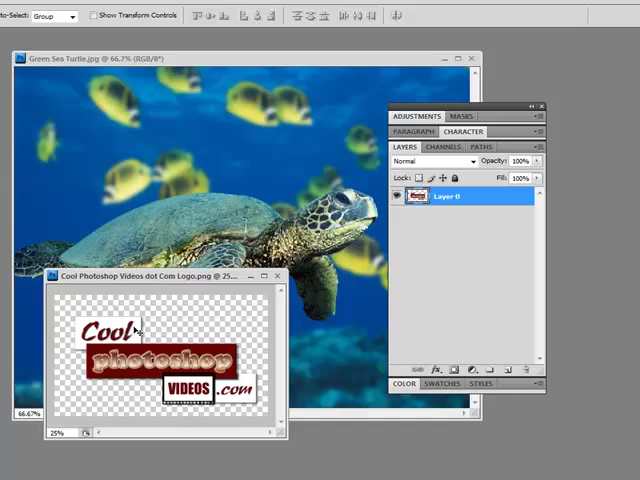 to-Select: Group Show Transform Controls
Green Sea Turtle.jpg @ 66.7% (RGB/8*)
ADJUSTMENTS MASKS
PARAGRAPH CHARACTER
LAYERS CHANNELS PATHS
Normal Opacity: 100%
Lock: Fill: 100%
Layer 0
Cool Photoshop Videos dot Com Logo.png @ 25...
Cool
photoshop
VIDEOS .com
COLOR SWATCHES STYLES
66.67%
25%